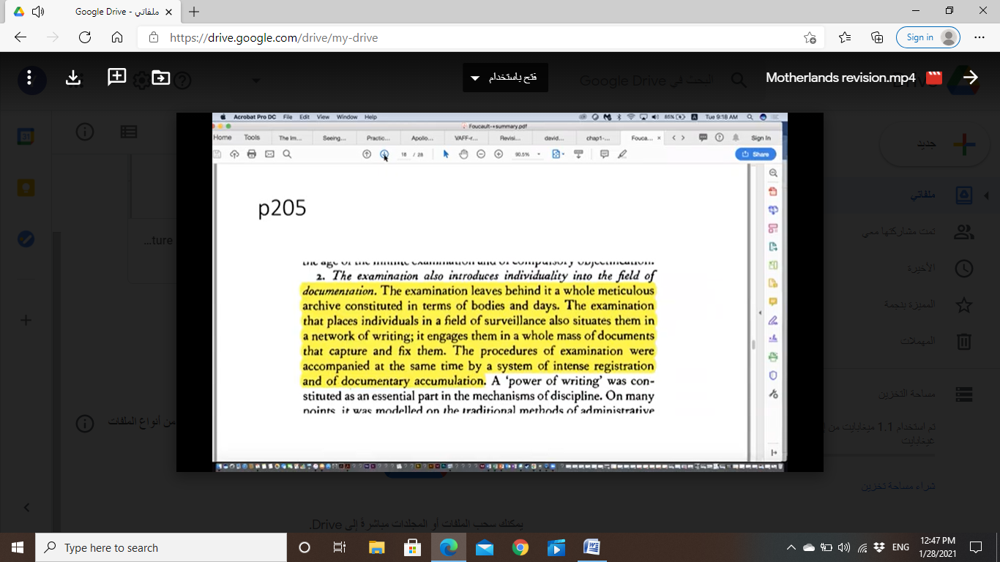 ملفاتي - Google Drive
https://drive.google.com/drive/my-drive
Sign in
فتح باستخدام
البحث في Google Drive
Motherlands revision.mp4
Acrobat Pro DC File Edit View Window Help
85%
Tue 9:18 AM
Foucault-+summary.pdf
Home Tools The Im... Seeing... Practic... Apollo... VAFF-r... Revisi... david... chap1-... Fouca... Sign In
18 / 28
90.5%
Share
جديد
ملفاتي
تمت مشاركتها معي
الأخيرة
المميزة بنجمة
المهملات
مساحة التخزين
تم استخدام 1.1 ميغابايت من
غيغابايت
شراء مساحة تخزين
...ture
من أنواع الملفات
يمكنك سحب الملفات أو المجلدات مباشرةً إلى Drive.
p205
the age of the infinite examination and of compulsory objectification.
2. The examination also introduces individuality into the field of
documentation. The examination leaves behind it a whole meticulous
archive constituted in terms of bodies and days. The examination
that places individuals in a field of surveillance also situates them in
a network of writing; it engages them in a whole mass of documents
that capture and fix them. The procedures of examination were
accompanied at the same time by a system of intense registration
and of documentary accumulation. A ‘power of writing’ was con-
stituted as an essential part in the mechanisms of discipline. On many
points, it was modelled on the traditional methods of administrative
Type here to search
ENG
12:47 PM
1/28/2021